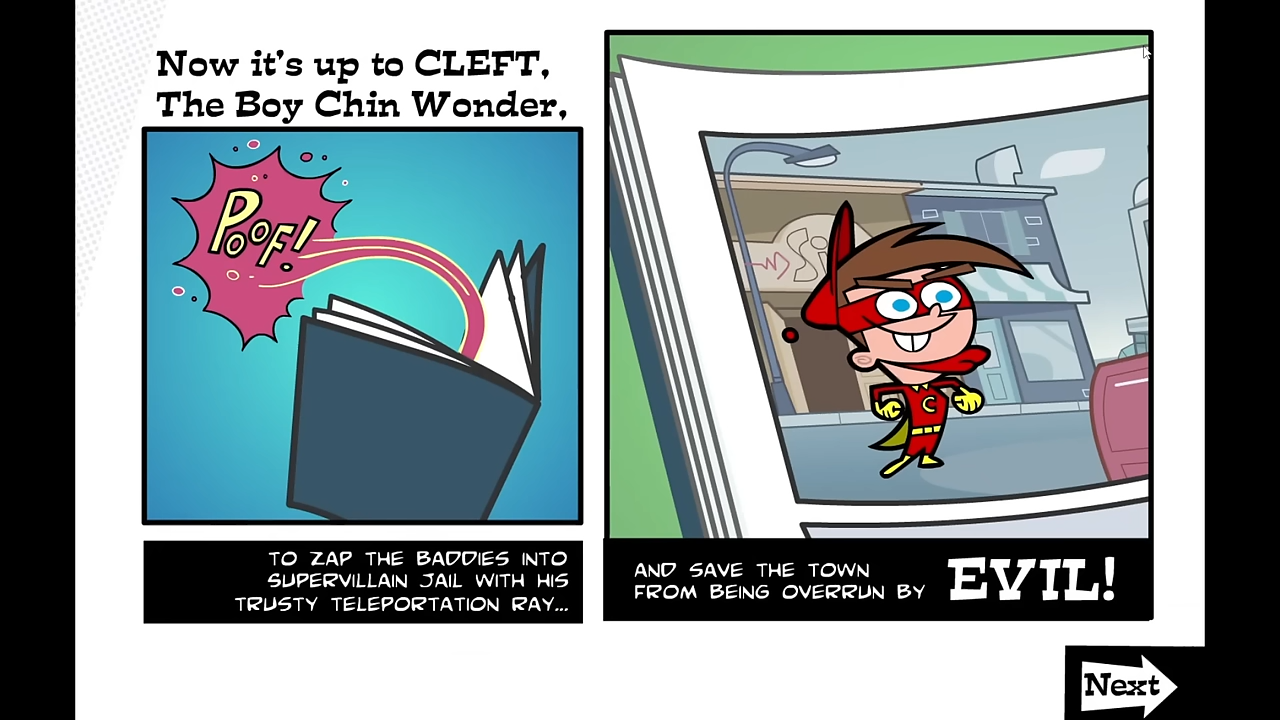 Now it's up to CLEFT,
The Boy Chin Wonder,
POOF!
TO ZAP THE BADDIES INTO
SUPERVILLAIN JAIL WITH HIS
TRUSTY TELEPORTATION RAY...
C
AND SAVE THE TOWN
FROM BEING OVERRUN BY
EVIL!
Next